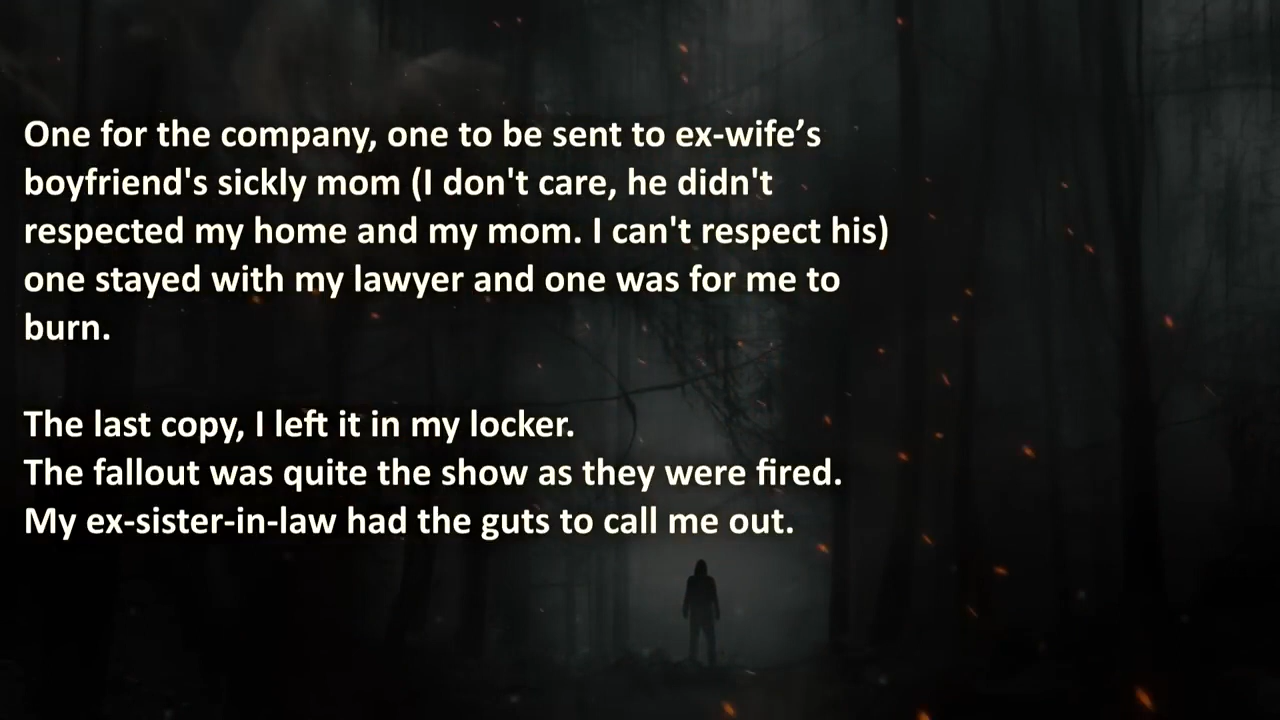 One for the company, one to be sent to ex-wife’s
boyfriend's sickly mom (I don't care, he didn't
respected my home and my mom. I can't respect his)
one stayed with my lawyer and one was for me to
burn.
The last copy, I left it in my locker.
The fallout was quite the show as they were fired.
My ex-sister-in-law had the guts to call me out.